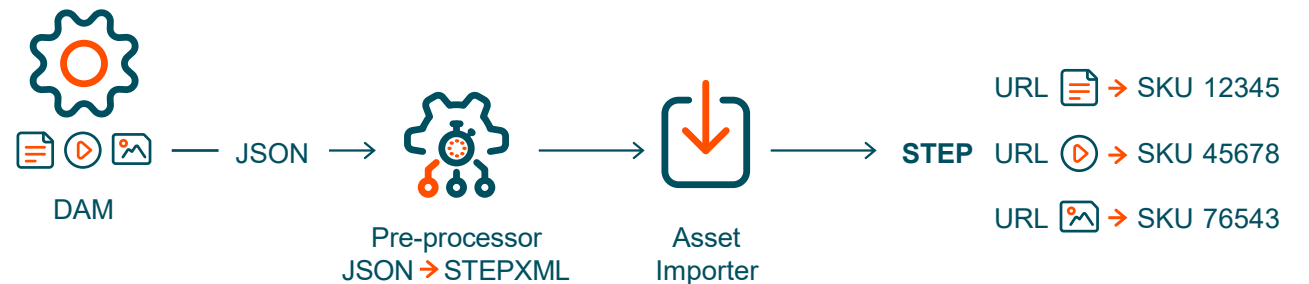 DAM
JSON
Pre-processor
JSON → STEPXML
Asset
Importer
STEP
URL → SKU 12345
URL → SKU 45678
URL → SKU 76543